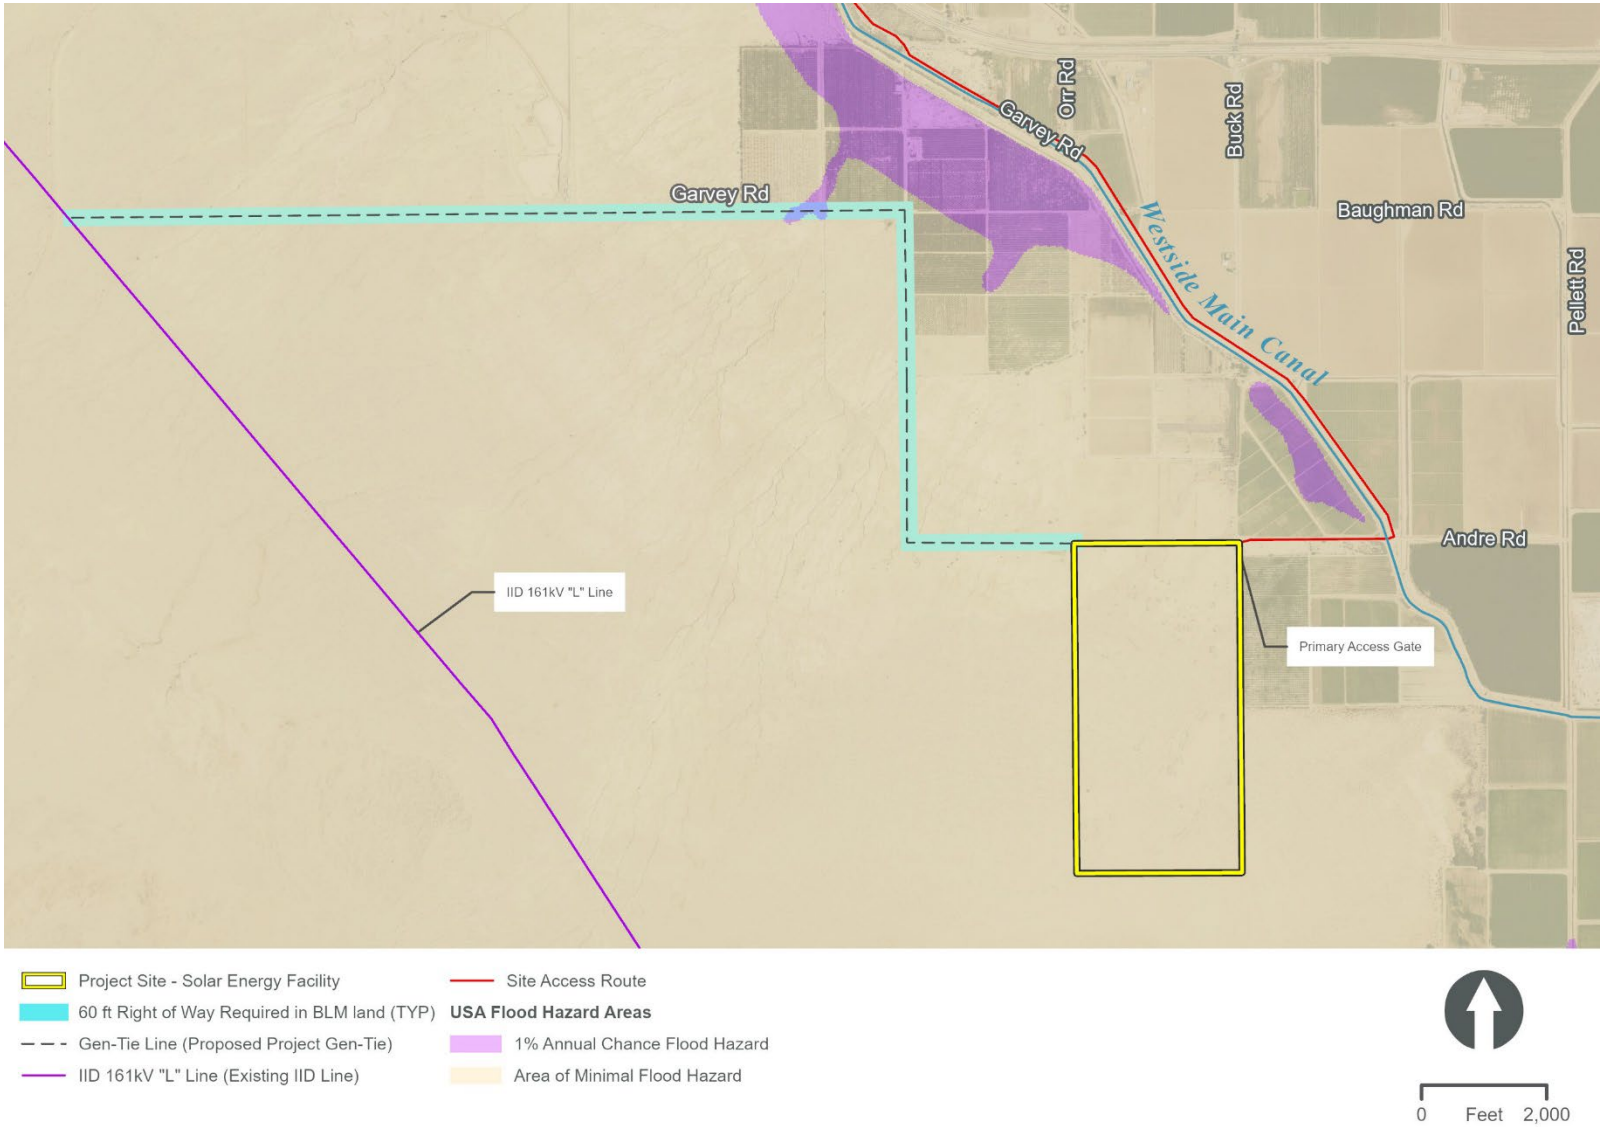 Orr Rd
Buck Rd
Garvey Rd
Garvey Rd
Baughman Rd
Westside Main Canal
Pellett Rd
Andre Rd
IID 161kV "L" Line
Primary Access Gate
Project Site - Solar Energy Facility
60 ft Right of Way Required in BLM land (TYP)
Gen-Tie Line (Proposed Project Gen-Tie)
IID 161kV "L" Line (Existing IID Line)
Site Access Route
USA Flood Hazard Areas
1% Annual Chance Flood Hazard
Area of Minimal Flood Hazard
0 Feet 2,000